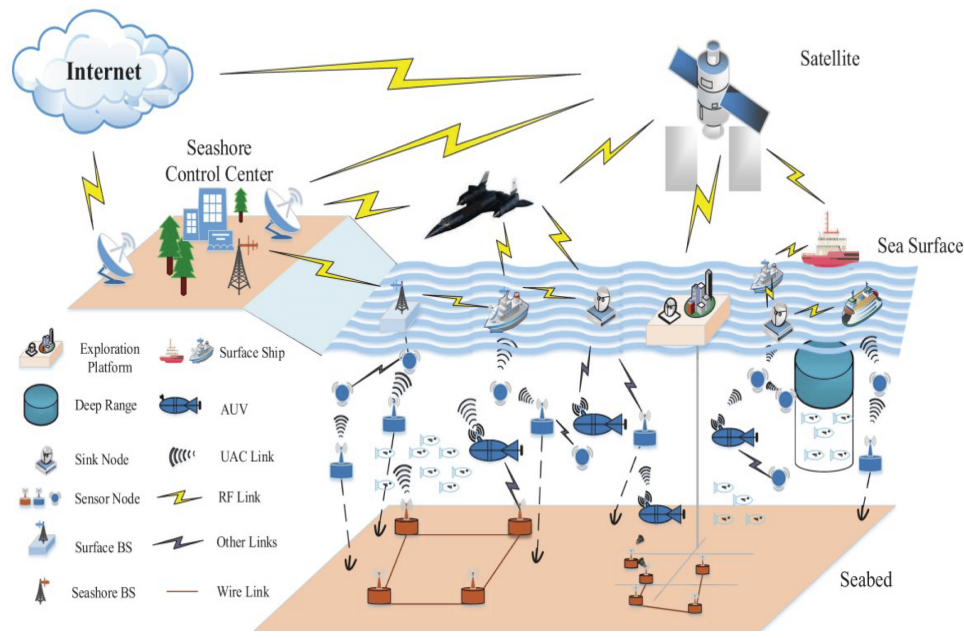 Internet
Satellite
Seashore
Control Center
Sea Surface
Exploration
Platform
Surface Ship
Deep Range
AUV
Sink Node
UAC Link
Sensor Node
RF Link
Surface BS
Other Links
Seashore BS
Wire Link
Seabed